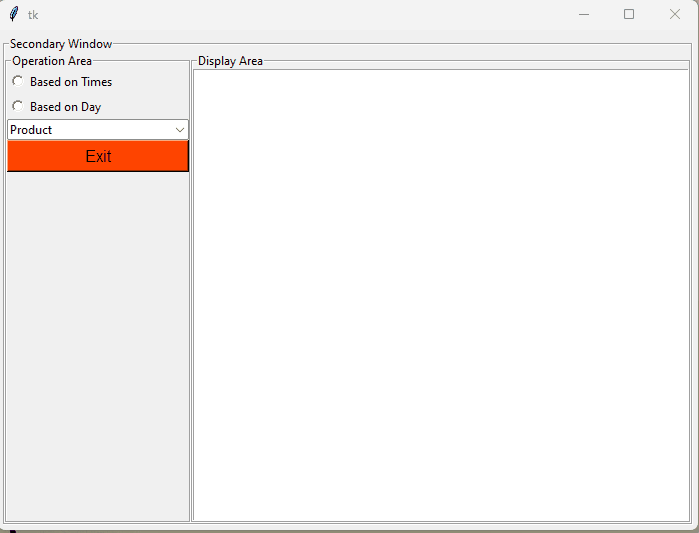 tk
Secondary Window
Operation Area
Display Area
Based on Times
Based on Day
Product
Exit